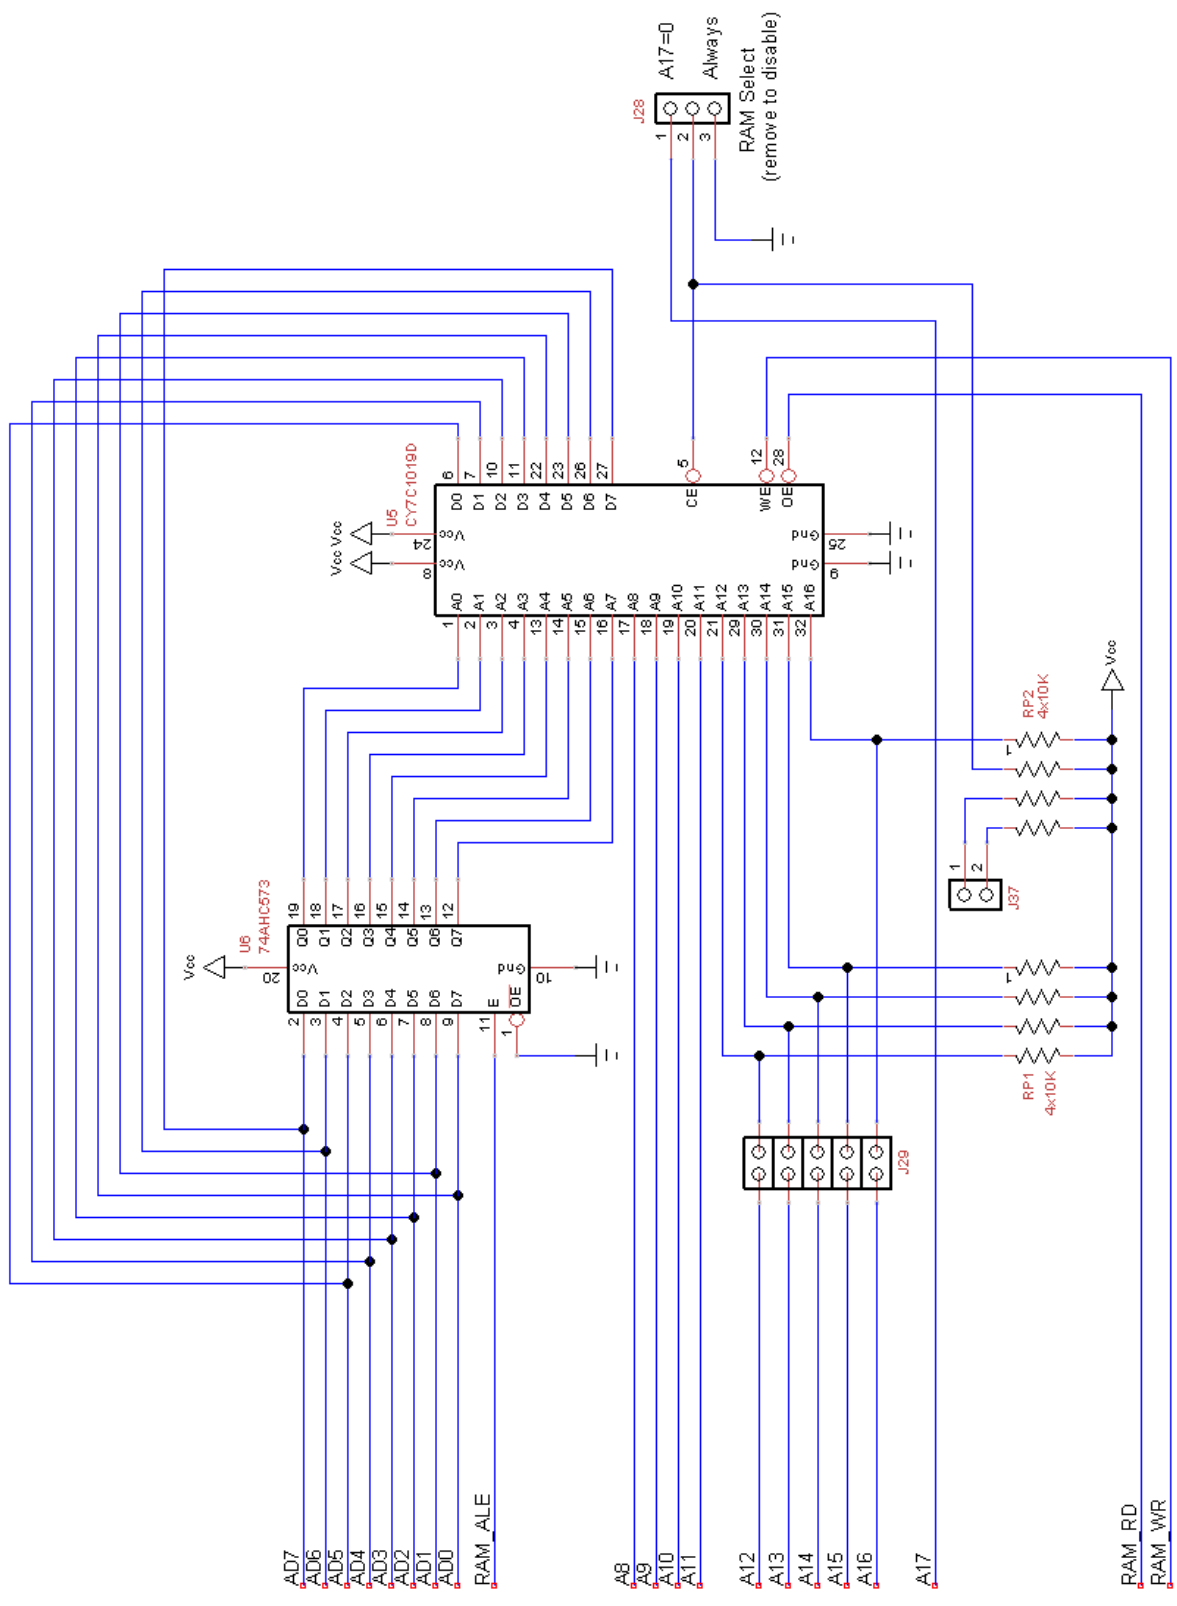 J28
1
2
3
A17=0
Always
RAM Select
(remove to disable)
U5
CY7C1019D
Vcc
Vcc
24
8
Vcc
Vcc
6
7
10
11
22
23
26
27
5
12
28
D0
D1
D2
D3
D4
D5
D6
D7
CE
WE
OE
Gnd
Gnd
25
9
A0
A1
A2
A3
A4
A5
A6
A7
A8
A9
A10
A11
A12
A13
A14
A15
A16
1
2
3
4
13
14
15
16
17
18
19
20
21
29
30
31
32
Vcc
RP2
4x10K
1
1
2
J37
1
RP1
4x10K
U6
74AHC573
Vcc
20
Vcc
19
18
17
16
15
14
13
12
Q0
Q1
Q2
Q3
Q4
Q5
Q6
Q7
Gnd
10
D0
D1
D2
D3
D4
D5
D6
D7
E
OE
2
3
4
5
6
7
8
9
11
1
J29
AD7
AD6
AD5
AD4
AD3
AD2
AD1
AD0
RAM_ALE
A8
A9
A10
A11
A12
A13
A14
A15
A16
A17
RAM_RD
RAM_WR